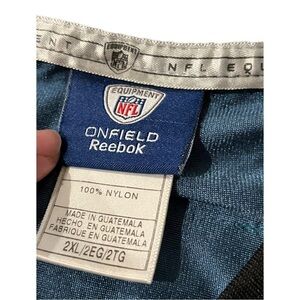 ENT
EQUIPMENT
NFL
NFL EQU
EQUIPMENT
NFL
ONFIELD
Reebok
100% NYLON
MADE IN GUATEMALA
HECHO EN GUATEMALA
FABRIQUE EN GUATEMALA
2XL/2EG/2TG